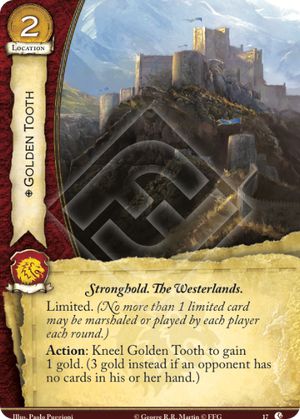 2
LOCATION
GOLDEN TOOTH
Stronghold. The Westerlands.
Limited. (No more than 1 limited card
may be marshaled or played by each player
each round.)
Action: Kneel Golden Tooth to gain
1 gold. (3 gold instead if an opponent has
no cards in his or her hand.)
Illus. Paolo Puggioni
© George R.R. Martin © FFG
17